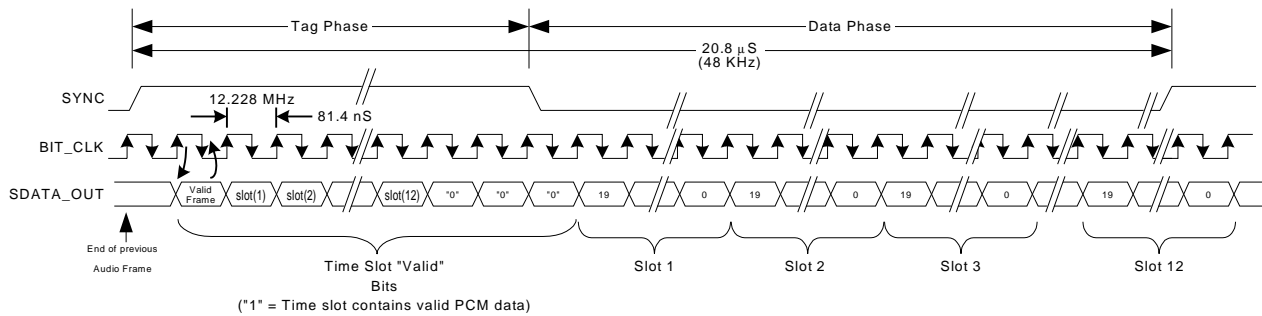 Tag Phase
Data Phase
20.8 µS
(48 KHz)
SYNC
12.228 MHz
81.4 nS
BIT_CLK
SDATA_OUT
Valid
Frame
slot(1)
slot(2)
slot(12)
"0"
"0"
"0"
19
0
19
0
19
0
19
0
End of previous
Audio Frame
Time Slot "Valid"
Bits
("1" = Time slot contains valid PCM data)
Slot 1
Slot 2
Slot 3
Slot 12